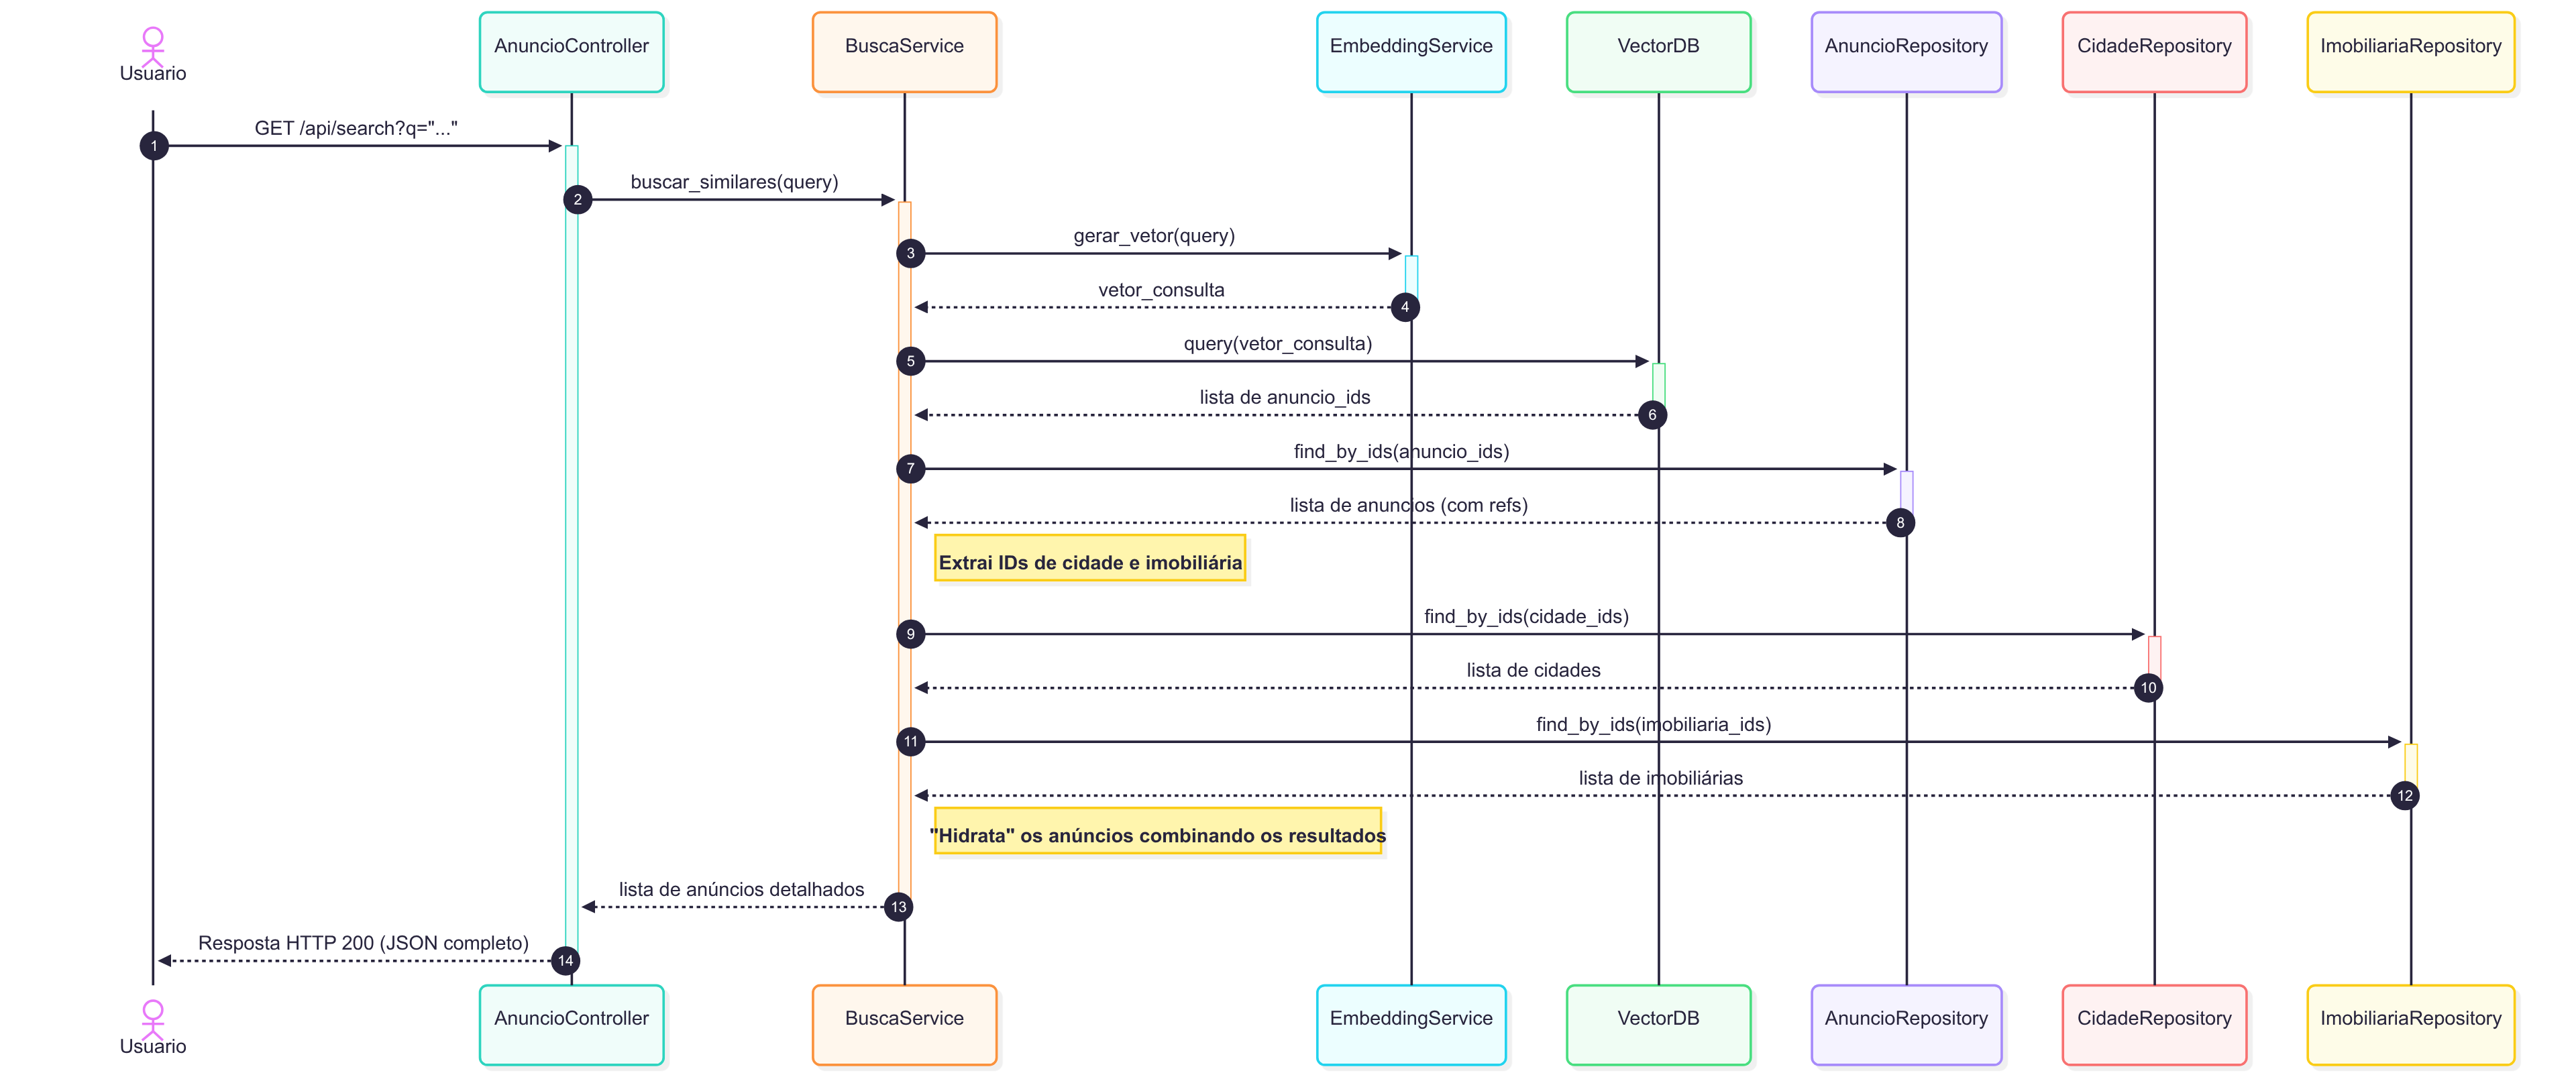 Usuario
AnuncioController
BuscaService
EmbeddingService
VectorDB
AnuncioRepository
CidadeRepository
ImobiliariaRepository
GET /api/search?q="..."
1
buscar_similares(query)
2
gerar_vetor(query)
3
vetor_consulta
4
query(vetor_consulta)
5
lista de anuncio_ids
6
find_by_ids(anuncio_ids)
7
lista de anuncios (com refs)
8
Extrai IDs de cidade e imobiliária
find_by_ids(cidade_ids)
9
lista de cidades
10
find_by_ids(imobiliaria_ids)
11
lista de imobiliárias
12
"Hidrata" os anúncios combinando os resultados
lista de anúncios detalhados
13
Resposta HTTP 200 (JSON completo)
14
Usuario
AnuncioController
BuscaService
EmbeddingService
VectorDB
AnuncioRepository
CidadeRepository
ImobiliariaRepository